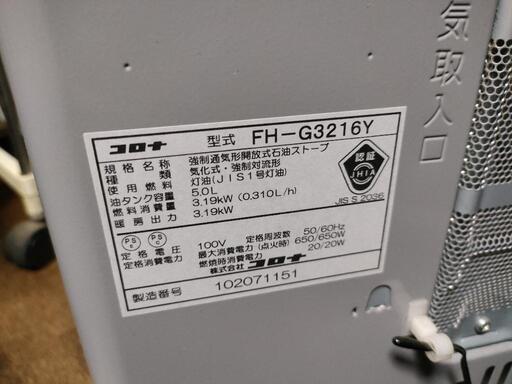 コロナ 型式 FH-G3216Y
規格名称 強制通気形開放式石油ストーブ
種類 気化式・強制対流形
使用燃料 灯油(JIS1号灯油)
油タンク容量 5.0L
燃料消費量 3.19kW (0.310L/h)
暖房出力 3.19kW
認証
JHIA
JIS S 2036
PSC PSE
定格電圧 100V 定格周波数 50/60Hz
定格消費電力 最大消費電力(点火時) 650/650W
燃焼時消費電力 20/20W
株式会社 コロナ
製造番号 102071151
気取入口